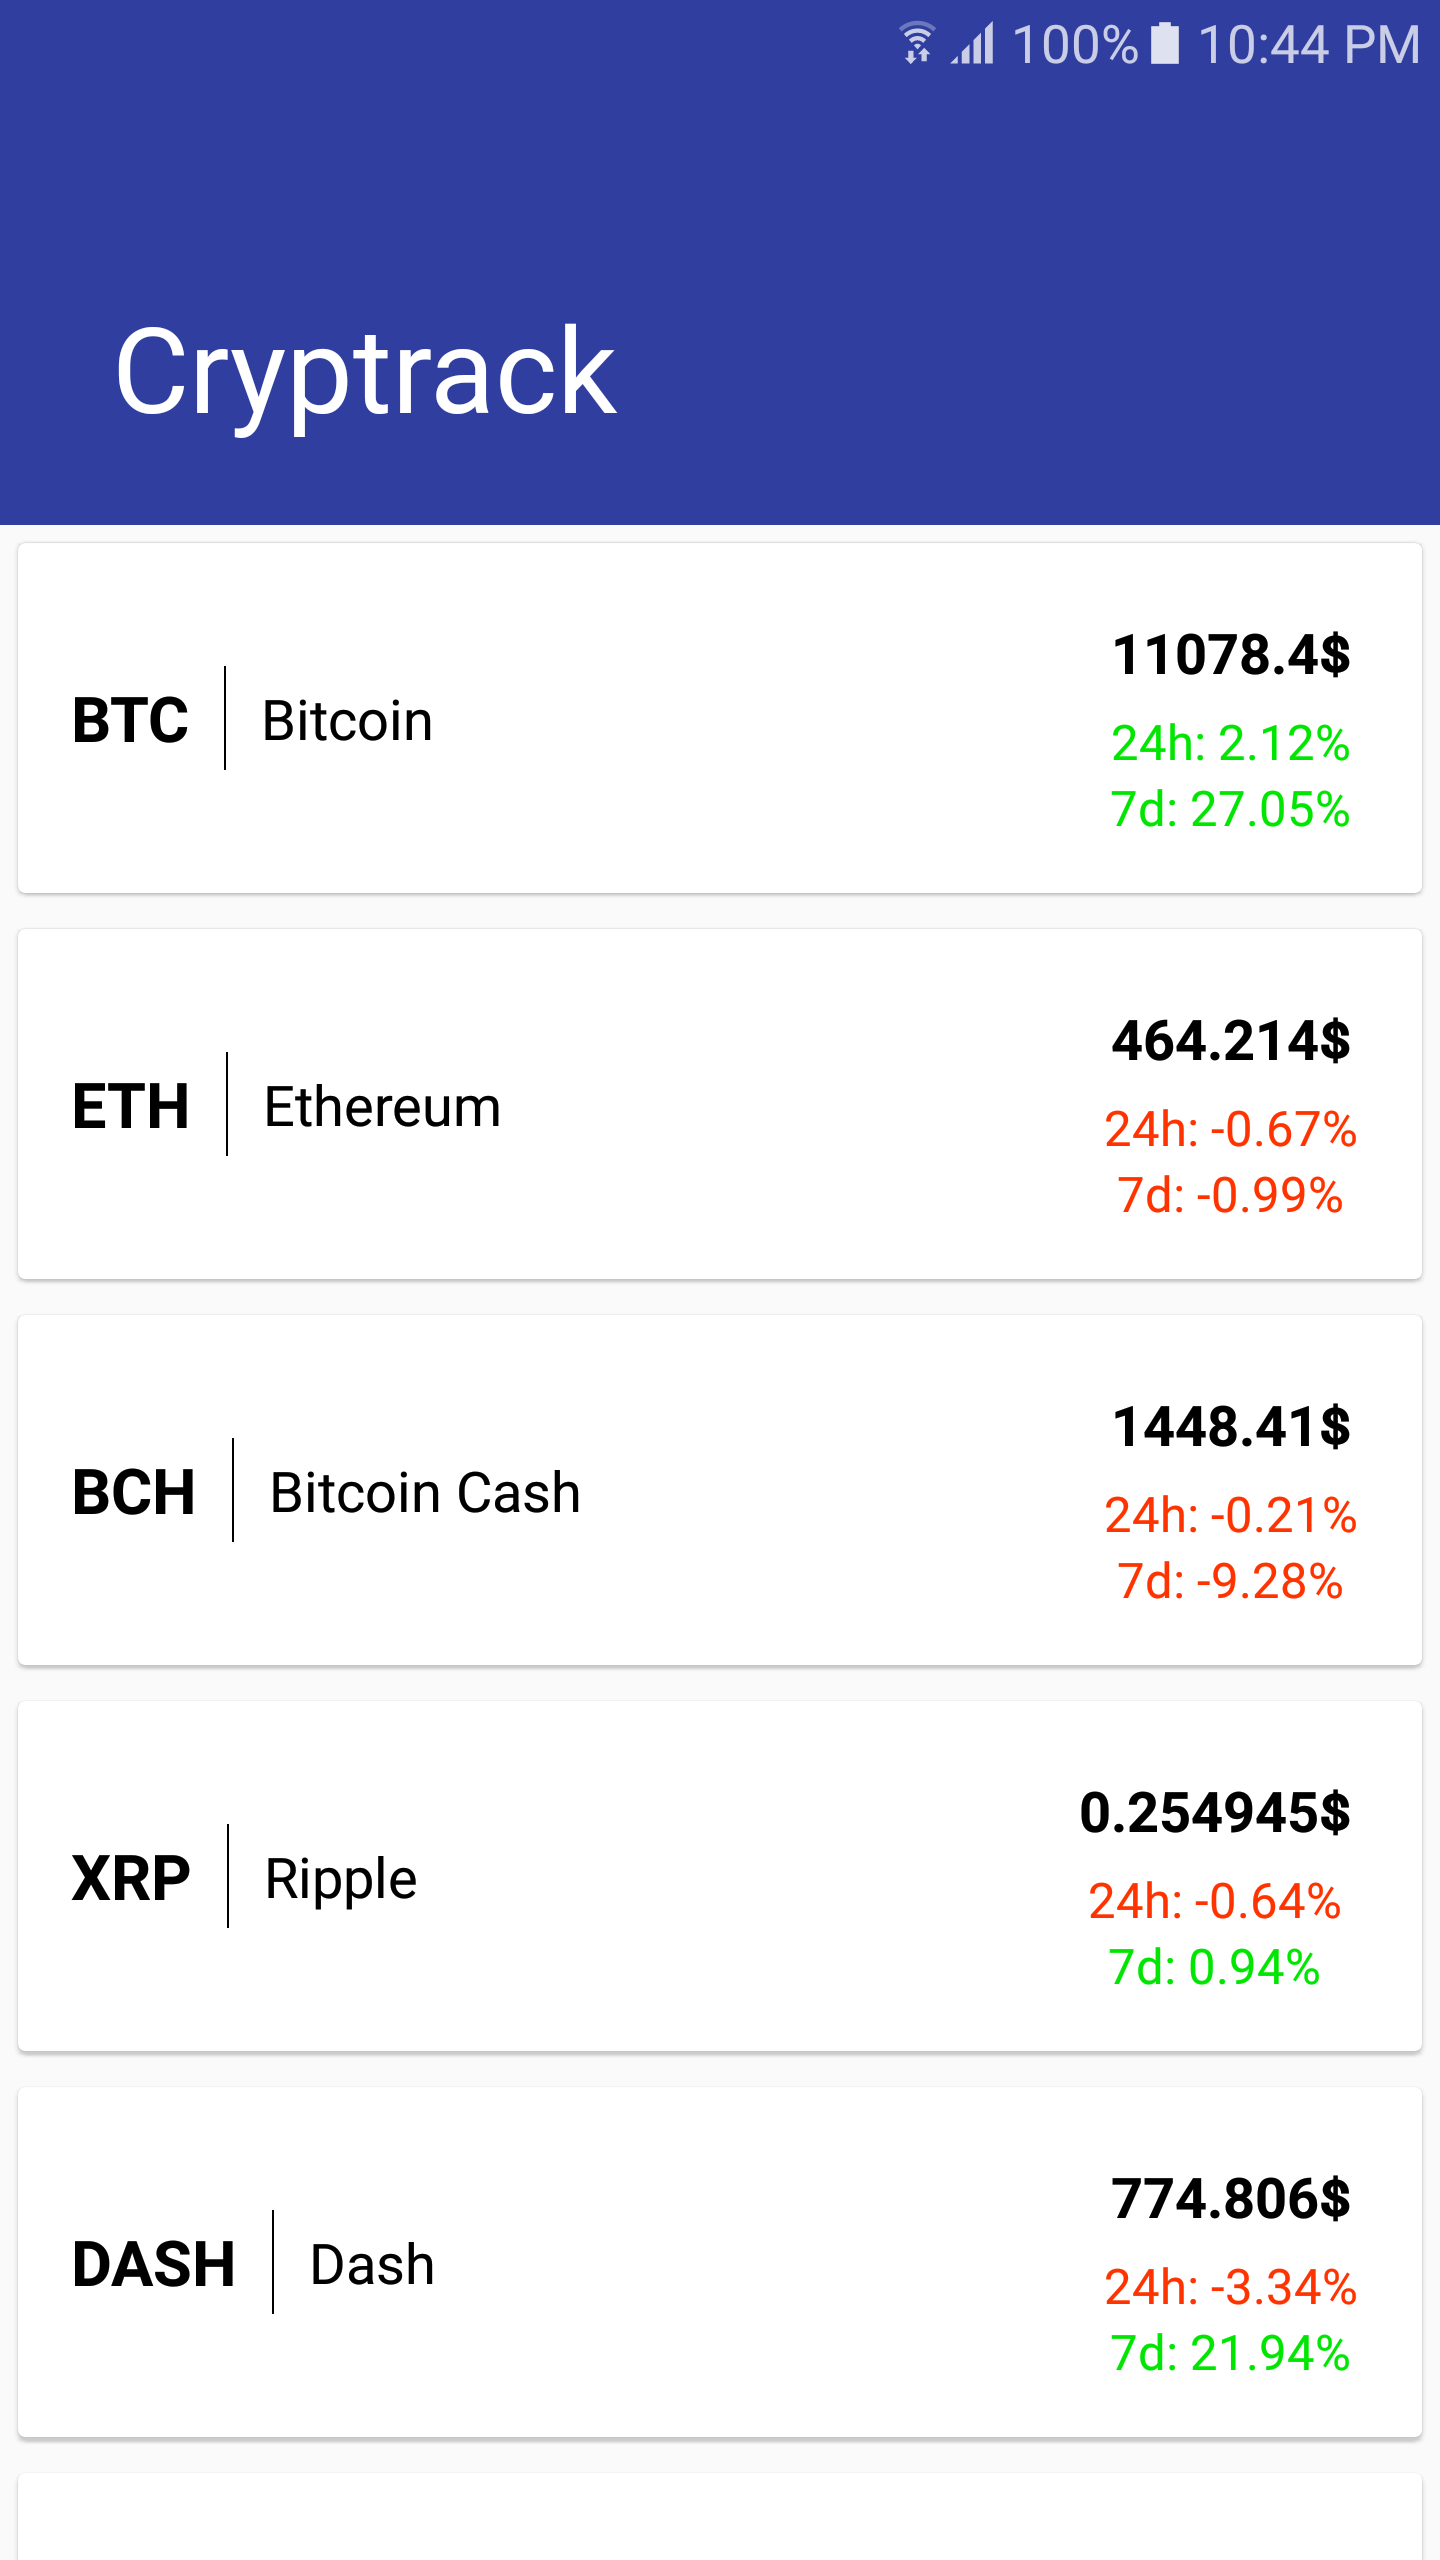 100% 10:44 PM
Cryptrack
BTC Bitcoin
11078.4$
24h: 2.12%
7d: 27.05%
ETH Ethereum
464.214$
24h: -0.67%
7d: -0.99%
BCH Bitcoin Cash
1448.41$
24h: -0.21%
7d: -9.28%
XRP Ripple
0.254945$
24h: -0.64%
7d: 0.94%
DASH Dash
774.806$
24h: -3.34%
7d: 21.94%